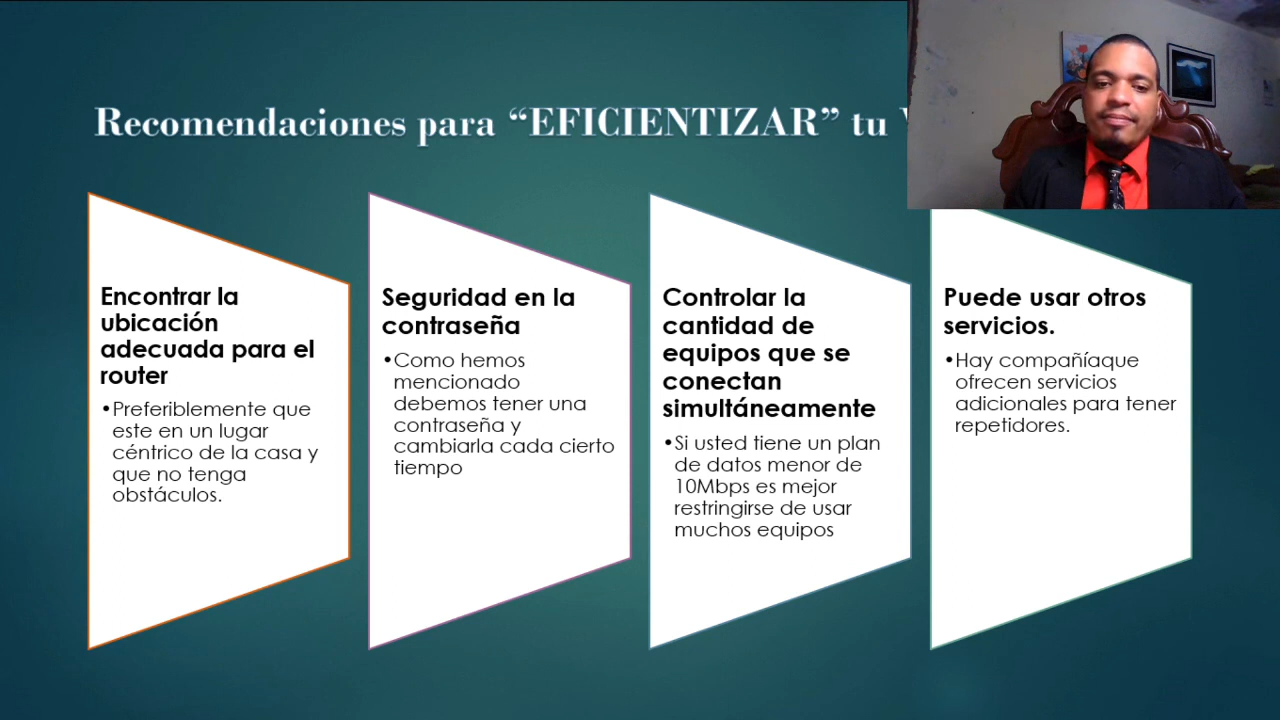 Recomendaciones para “EFICIENTIZAR” tu
Encontrar la
ubicación
adecuada para el
router
•Preferiblemente que
este en un lugar
céntrico de la casa y
que no tenga
obstáculos.
Seguridad en la
contraseña
•Como hemos
mencionado
debemos tener una
contraseña y
cambiarla cada cierto
tiempo
Controlar la
cantidad de
equipos que se
conectan
simultáneamente
•Si usted tiene un plan
de datos menor de
10Mbps es mejor
restringirse de usar
muchos equipos
Puede usar otros
servicios.
•Hay compañíaque
ofrecen servicios
adicionales para tener
repetidores.